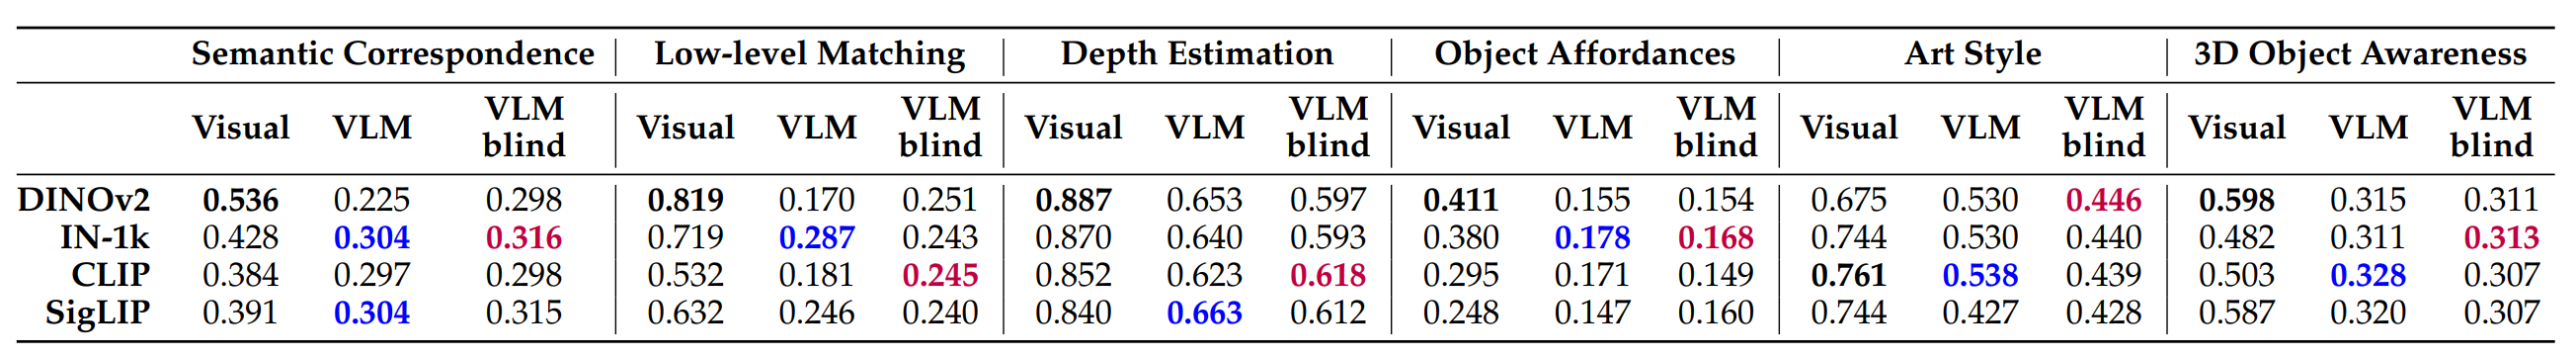 Semantic Correspondence Low-level Matching Depth Estimation Object Affordances Art Style 3D Object Awareness
Visual VLM VLM blind Visual VLM VLM blind Visual VLM VLM blind Visual VLM VLM blind Visual VLM VLM blind Visual VLM VLM blind
DINOv2 0.536 0.225 0.298 0.819 0.170 0.251 0.887 0.653 0.597 0.411 0.155 0.154 0.675 0.530 0.446 0.598 0.315 0.311
IN-1k 0.428 0.304 0.316 0.719 0.287 0.243 0.870 0.640 0.593 0.380 0.178 0.168 0.744 0.530 0.440 0.482 0.311 0.313
CLIP 0.384 0.297 0.298 0.532 0.181 0.245 0.852 0.623 0.618 0.295 0.171 0.149 0.761 0.538 0.439 0.503 0.328 0.307
SigLIP 0.391 0.304 0.315 0.632 0.246 0.240 0.840 0.663 0.612 0.248 0.147 0.160 0.744 0.427 0.428 0.587 0.320 0.307